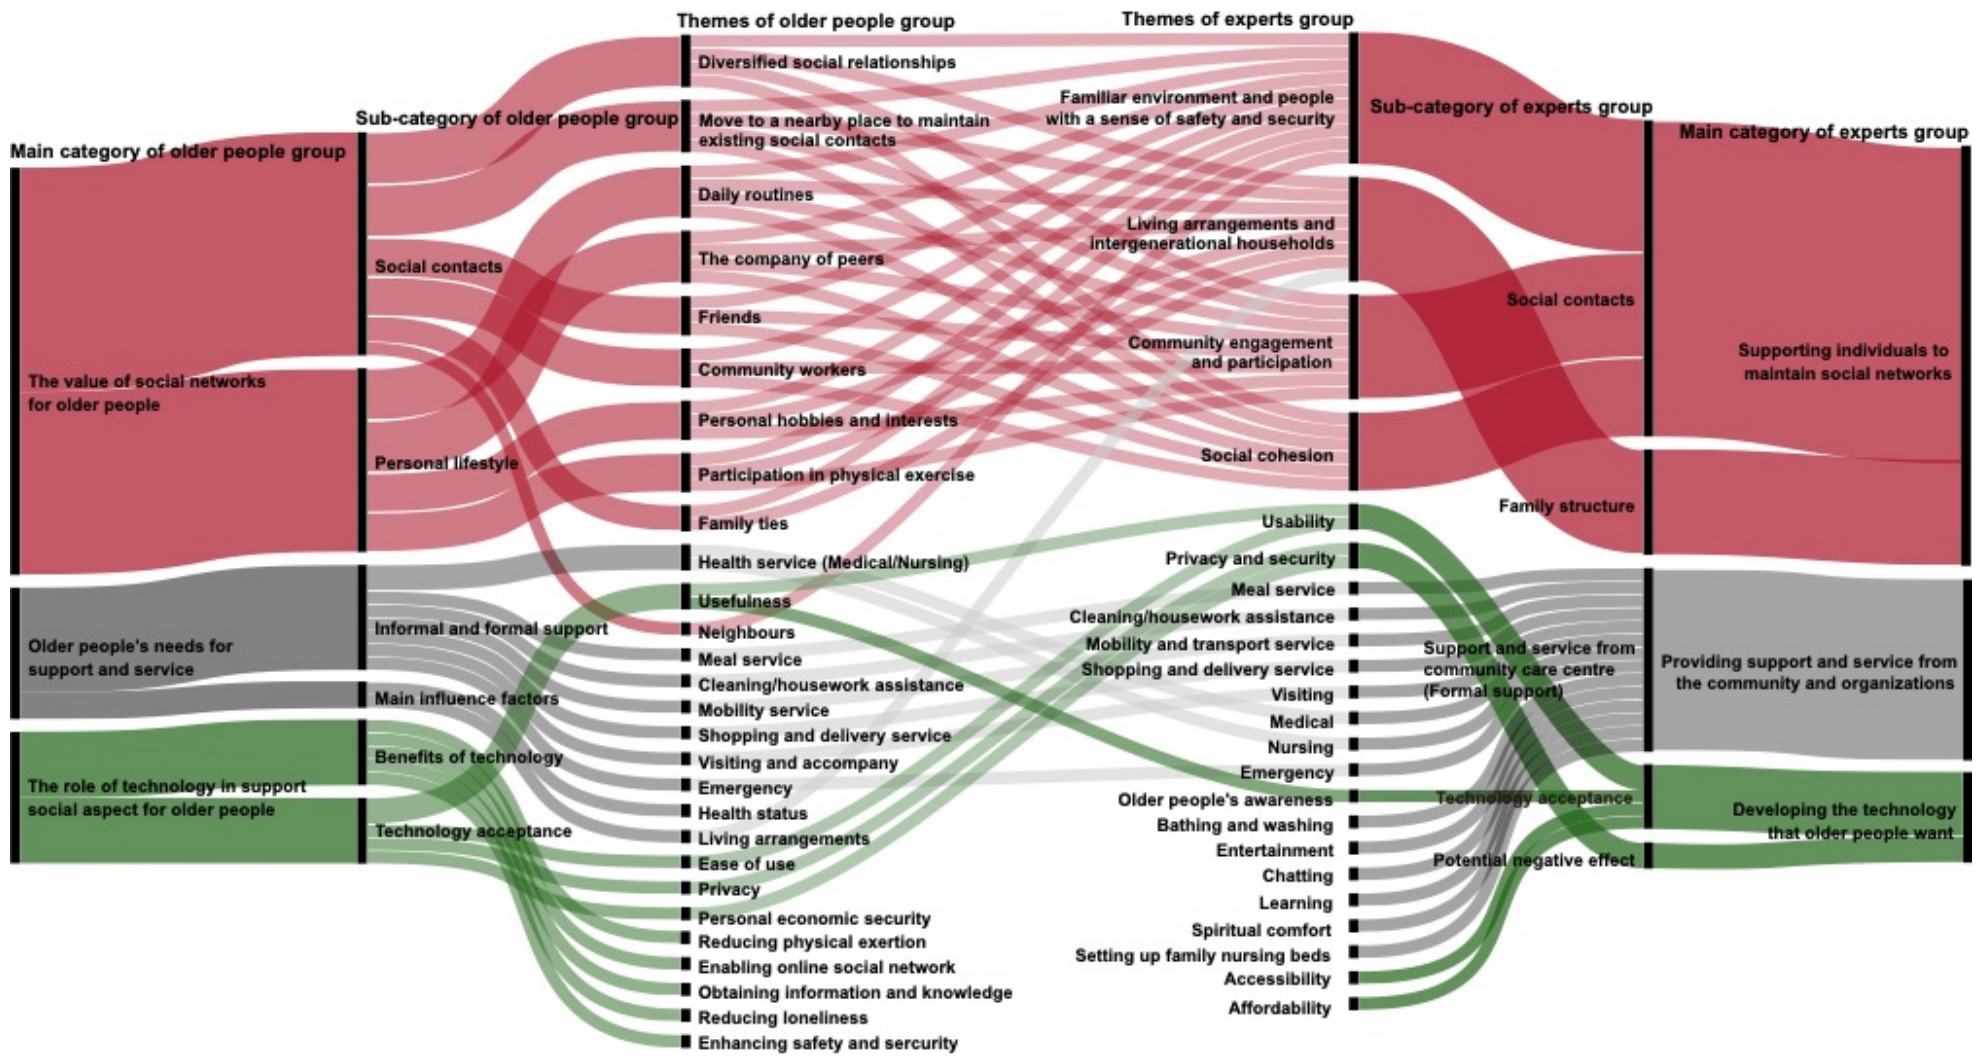 Main category of older people group
The value of social networks
for older people
Older people's needs for
support and service
The role of technology in support
social aspect for older people
Sub-category of older people group
Social contacts
Personal lifestyle
Informal and formal support
Main influence factors
Benefits of technology
Technology acceptance
Themes of older people group
Diversified social relationships
Move to a nearby place to maintain
existing social contacts
Daily routines
The company of peers
Friends
Community workers
Personal hobbies and interests
Participation in physical exercise
Family ties
Health service (Medical/Nursing)
Usefulness
Neighbours
Meal service
Cleaning/housework assistance
Mobility service
Shopping and delivery service
Visiting and accompany
Emergency
Health status
Living arrangements
Ease of use
Privacy
Personal economic security
Reducing physical exertion
Enabling online social network
Obtaining information and knowledge
Reducing loneliness
Enhancing safety and sercurity
Themes of experts group
Familiar environment and people
with a sense of safety and security
Living arrangements and
intergenerational households
Community engagement
and participation
Social cohesion
Usability
Privacy and security
Meal service
Cleaning/housework assistance
Mobility and transport service
Shopping and delivery service
Visiting
Medical
Nursing
Emergency
Older people's awareness
Bathing and washing
Entertainment
Chatting
Learning
Spiritual comfort
Setting up family nursing beds
Accessibility
Affordability
Sub-category of experts group
Social contacts
Family structure
Support and service from
community care centre
(Formal support)
Technology acceptance
Potential negative effect
Main category of experts group
Supporting individuals to
maintain social networks
Providing support and service from
the community and organizations
Developing the technology
that older people want